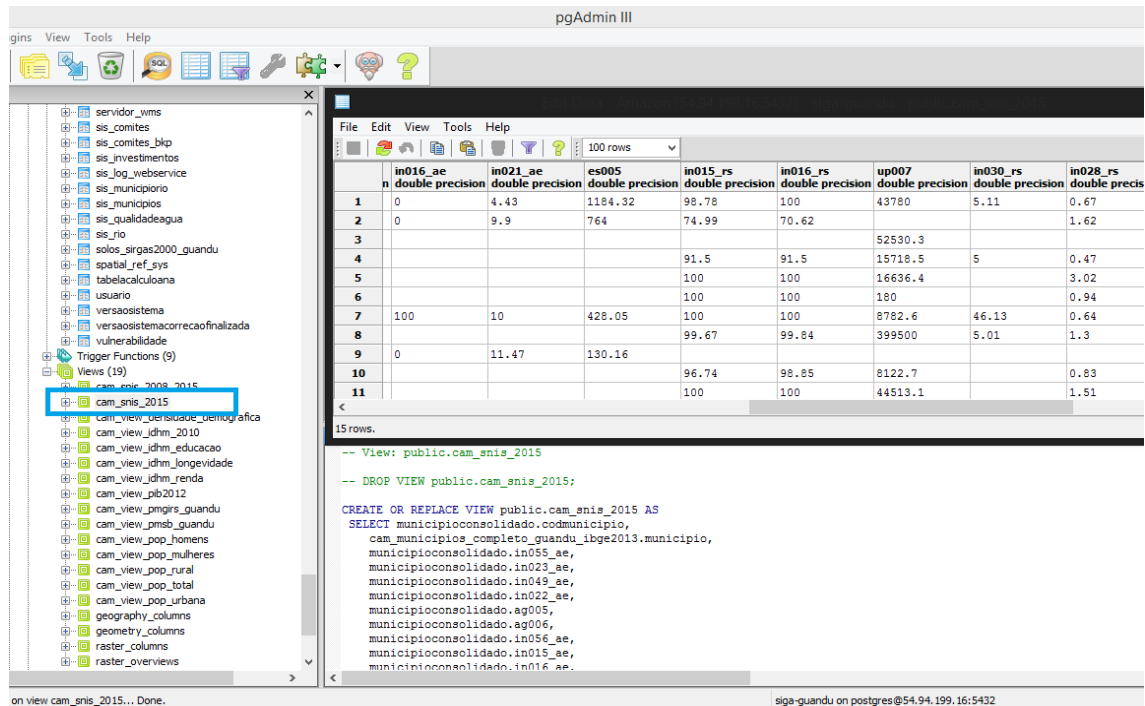 pgAdmin III
gins View Tools Help
SQL
servidor_wms
sis_comites
sis_comites_bkp
sis_investimentos
sis_log_webservice
sis_municipiorio
sis_municipios
sis_qualidadeagua
sis_rio
solos_sirgas2000_guandu
spatial_ref_sys
tabelacalculoana
usuario
versaosistema
versaosistemacorrecaofinalizada
vulnerabilidade
Trigger Functions (9)
Views (19)
cam_snis_2008_2015
cam_snis_2015
cam_view_densidade_demografica
cam_view_idhm_2010
cam_view_idhm_educacao
cam_view_idhm_longevidade
cam_view_idhm_renda
cam_view_pib2012
cam_view_pmgirs_guandu
cam_view_pmsb_guandu
cam_view_pop_homens
cam_view_pop_mulheres
cam_view_pop_rural
cam_view_pop_total
cam_view_pop_urbana
geography_columns
geometry_columns
raster_columns
raster_overviews
File Edit View Tools Help
100 rows
in016_ae in021_ae es005 in015_rs in016_rs up007 in030_rs in028_rs
n double precision double precision double precision double precision double precision double precision double precision double precis
1 0 4.43 1184.32 98.78 100 43780 5.11 0.67
2 0 9.9 764 74.99 70.62 1.62
3 52530.3
4 91.5 91.5 15718.5 5 0.47
5 100 100 16636.4 3.02
6 100 100 180 0.94
7 100 10 428.05 100 100 8782.6 46.13 0.64
8 99.67 99.84 399500 5.01 1.3
9 0 11.47 130.16
10 96.74 98.85 8122.7 0.83
11 100 100 44513.1 1.51
15 rows.
-- View: public.cam_snis_2015
-- DROP VIEW public.cam_snis_2015;
CREATE OR REPLACE VIEW public.cam_snis_2015 AS
SELECT municipioconsolidado.codmunicipio,
cam_municipios_completo_guandu_ibge2013.municipio,
municipioconsolidado.in055_ae,
municipioconsolidado.in023_ae,
municipioconsolidado.in049_ae,
municipioconsolidado.in022_ae,
municipioconsolidado.ag005,
municipioconsolidado.ag006,
municipioconsolidado.in056_ae,
municipioconsolidado.in015_ae,
municipioconsolidado.in016_ae,
on view cam_snis_2015... Done.
siga-guandu on postgres@54.94.199.16:5432